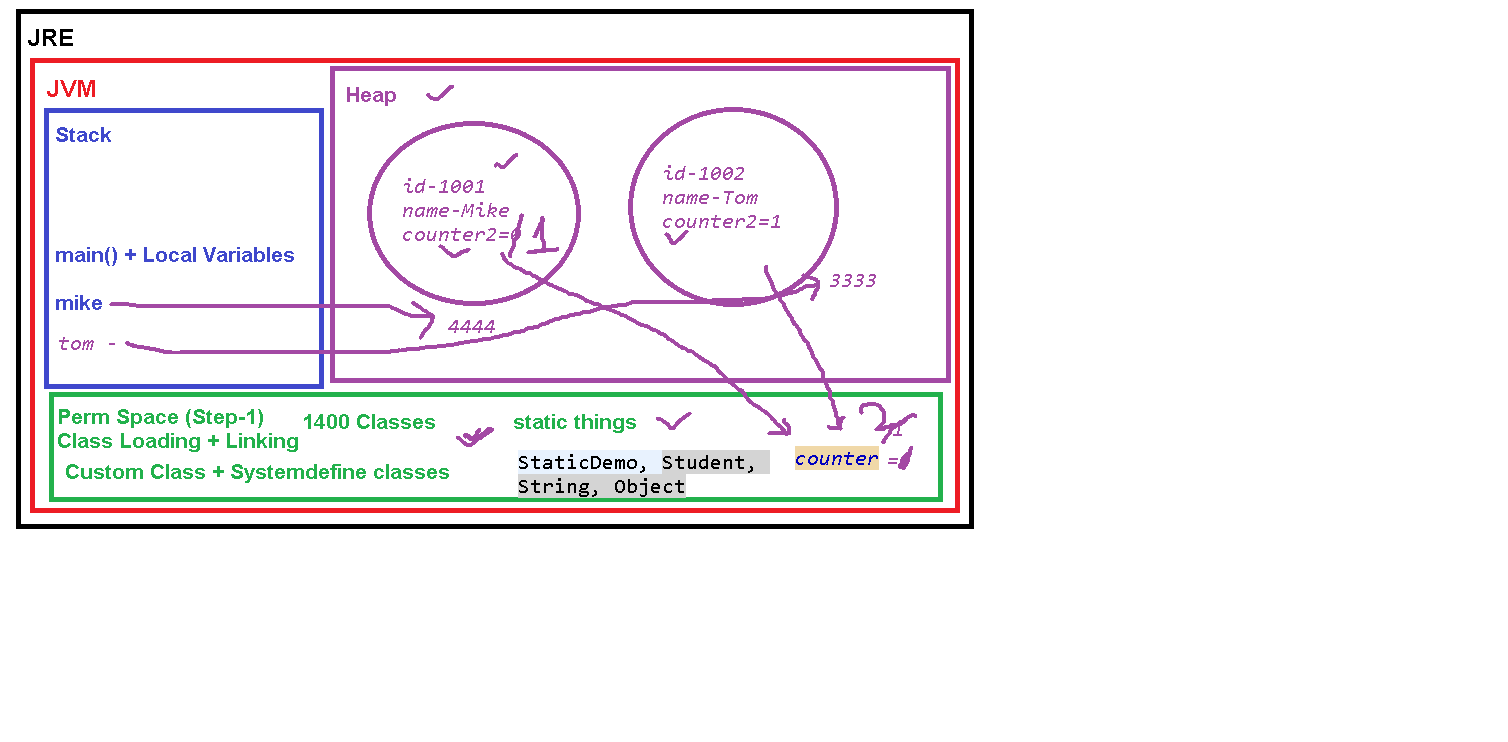 JRE
JVM
Heap
Stack
id-1001
name-Mike
counter2=0 1
id-1002
name-Tom
counter2=1
main() + Local Variables
3333
mike
4444
tom -
Perm Space (Step-1)
1400 Classes
static things
2 1
Class Loading + Linking
Custom Class + Systemdefine classes
StaticDemo, Student,
String, Object
counter =